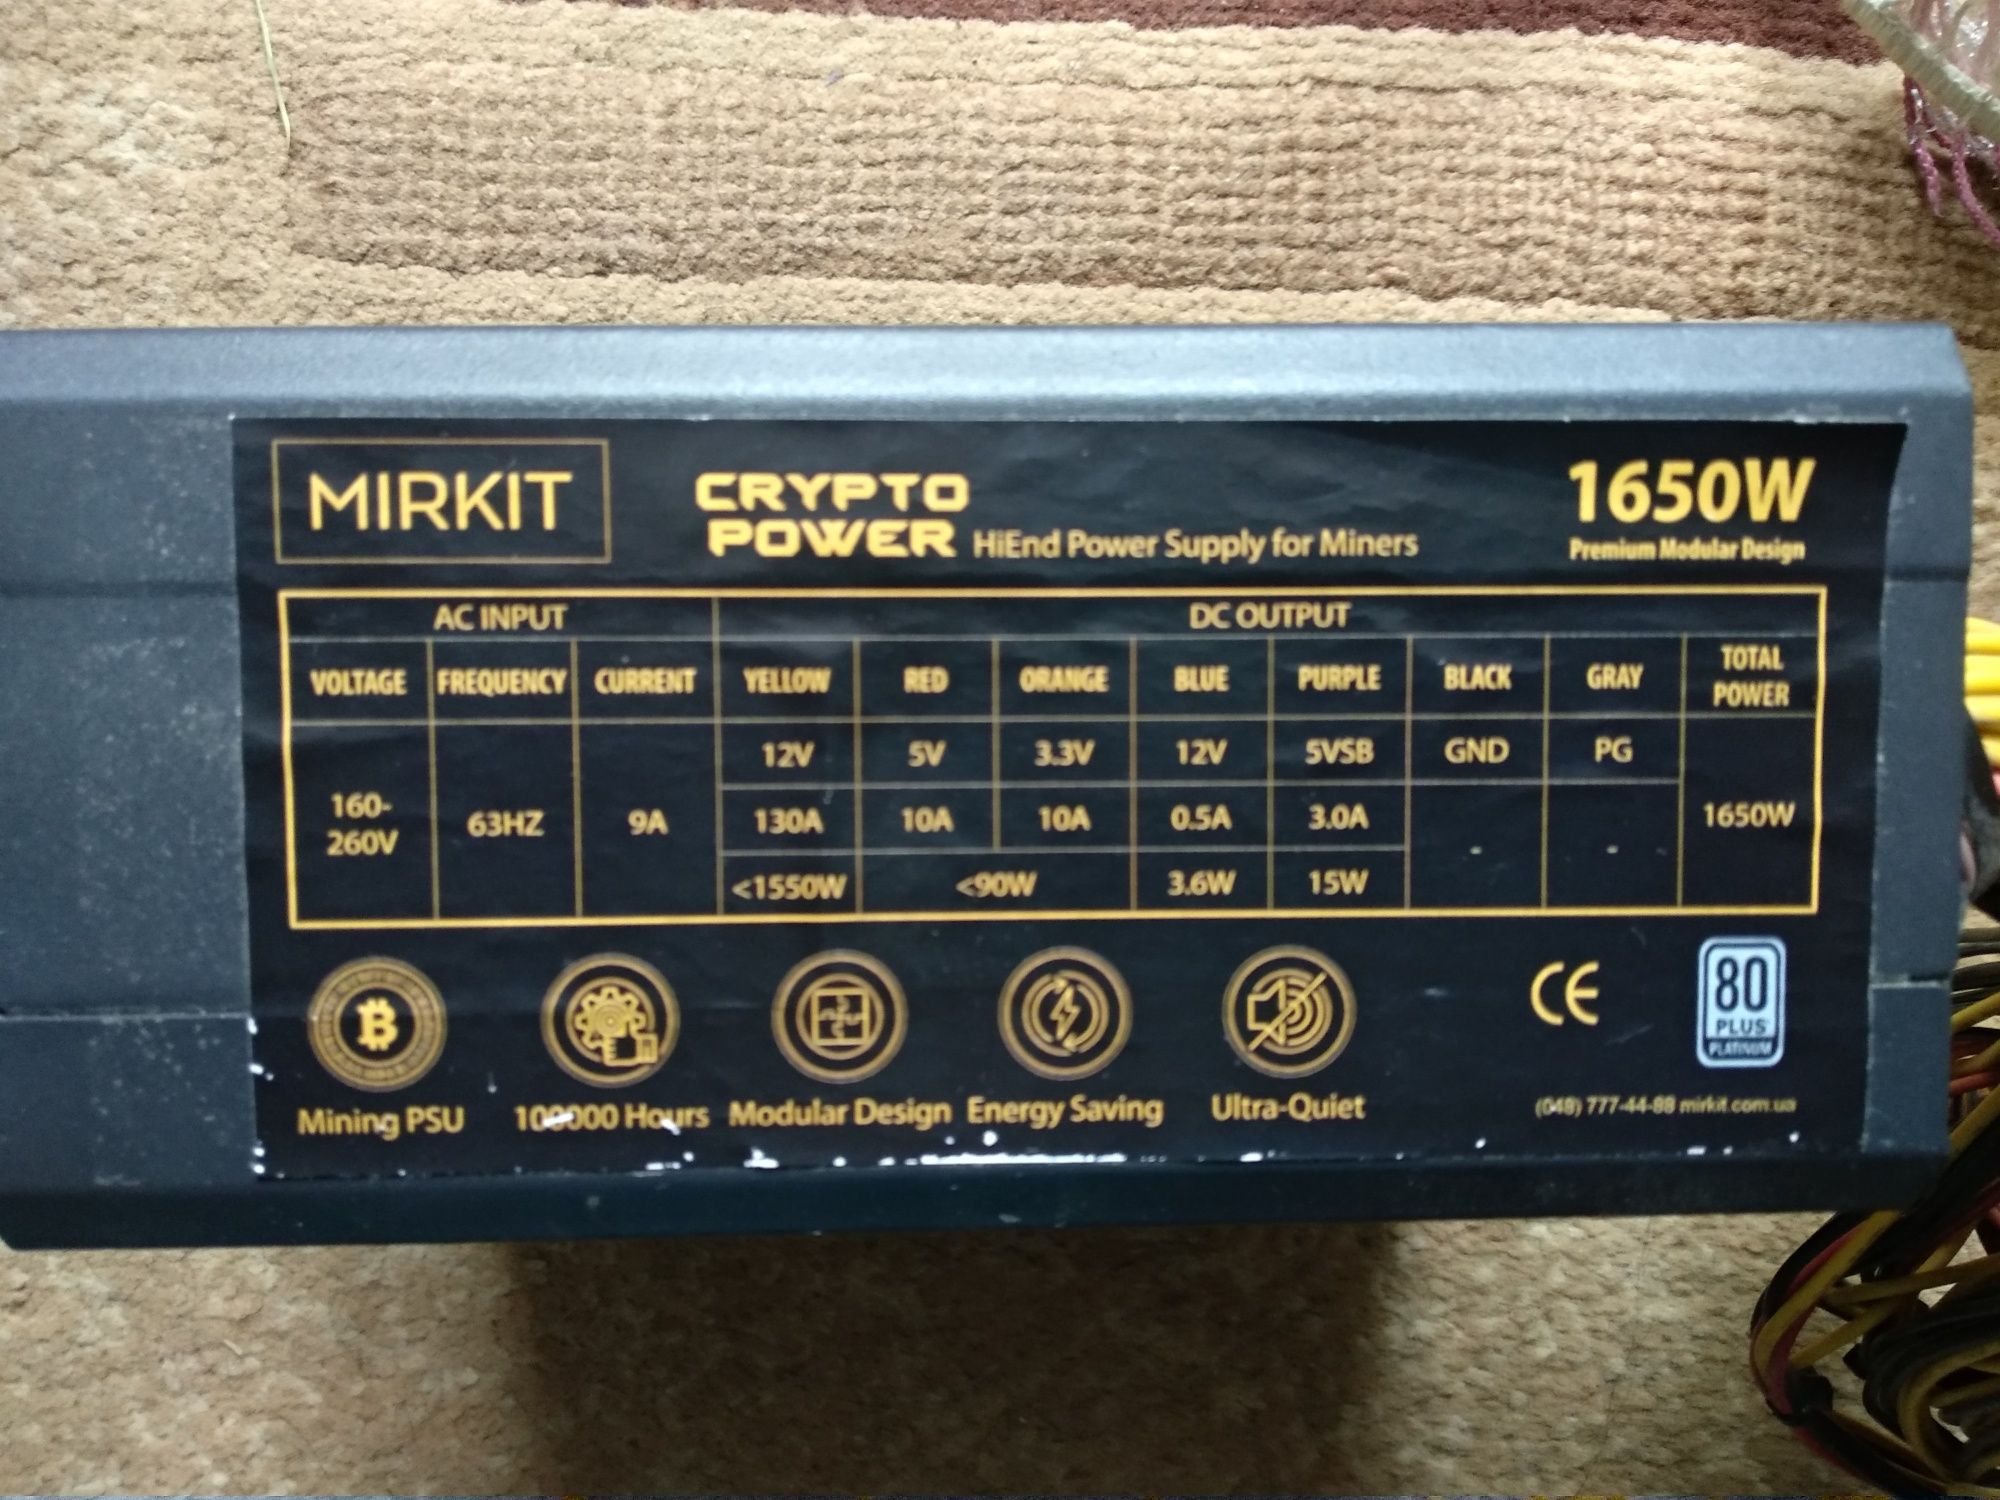 MIRKIT
CRYPTO
POWER HiEnd Power Supply for Miners
1650W
Premium Modular Design
AC INPUT DC OUTPUT
VOLTAGE FREQUENCY CURRENT YELLOW RED ORANGE BLUE PURPLE BLACK GRAY TOTAL POWER
160-260V 63HZ 9A 12V 5V 3.3V 12V 5VSB GND PG 1650W
130A 10A 10A 0.5A 3.0A - -
<1550W <90W 3.6W 15W
80
PLUS
PLATINUM
CE
Mining PSU 100000 Hours Modular Design Energy Saving Ultra-Quiet
(048) 777-44-88 mirkit.com.ua